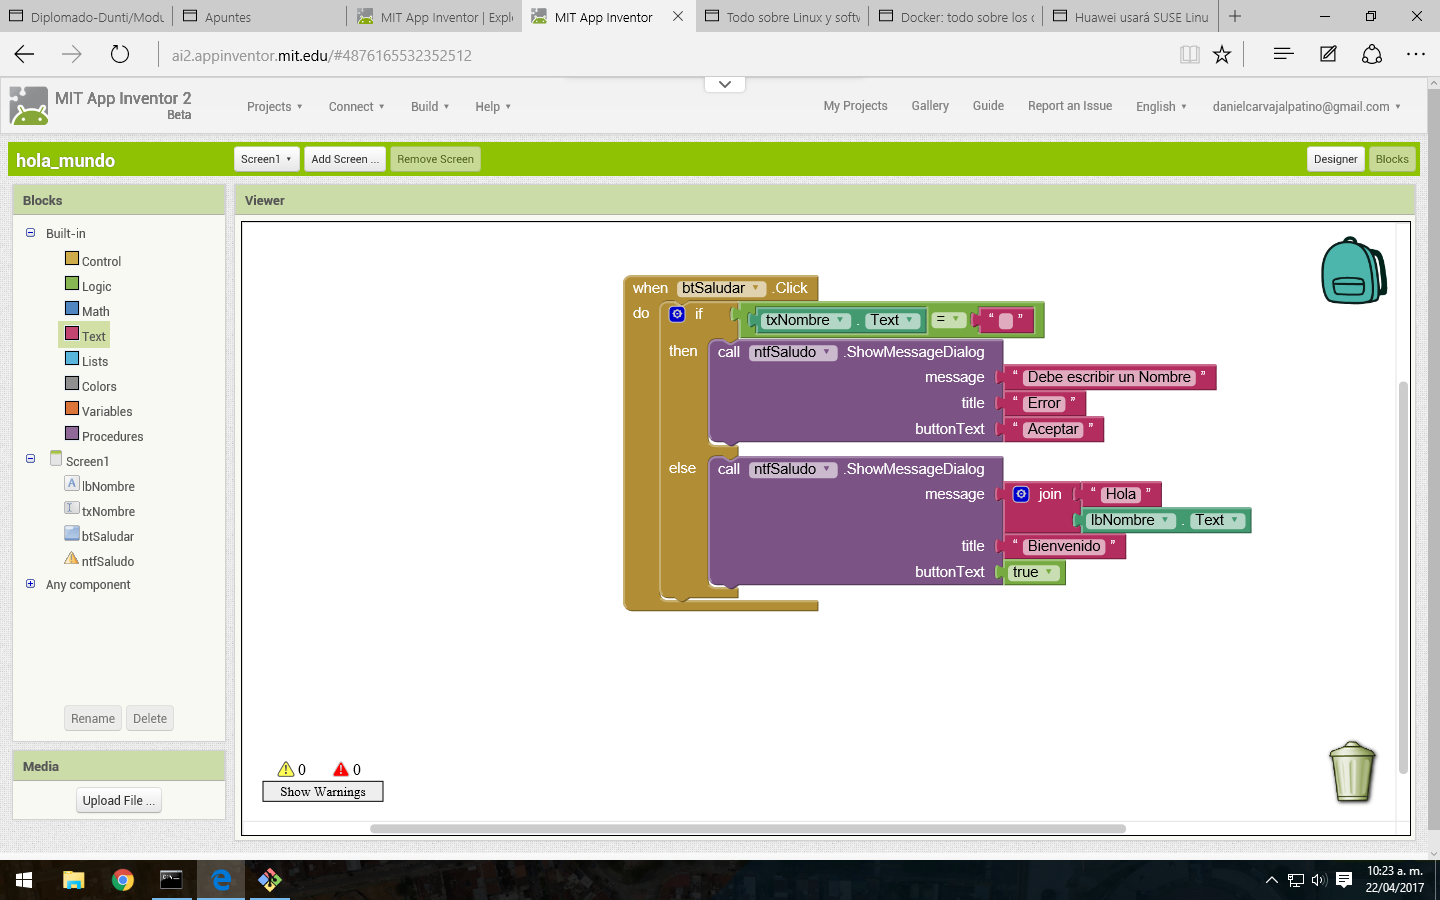 Diplomado-Dunti/Modu
Apuntes
MIT App Inventor | Explo
MIT App Inventor
Todo sobre Linux y softw
Docker: todo sobre los c
Huawei usará SUSE Linu
ai2.appinventor.mit.edu/#4876165532352512
MIT App Inventor 2
Beta
Projects
Connect
Build
Help
My Projects
Gallery
Guide
Report an Issue
English
danielcarvajalpatino@gmail.com
hola_mundo
Screen1
Add Screen ...
Remove Screen
Designer
Blocks
Blocks
Viewer
Built-in
Control
Logic
Math
Text
Lists
Colors
Variables
Procedures
Screen1
lbNombre
txNombre
btSaludar
ntfSaludo
Any component
Rename
Delete
Media
Upload File ...
when btSaludar .Click
do if txNombre . Text = “ ”
then call ntfSaludo .ShowMessageDialog
message “ Debe escribir un Nombre ”
title “ Error ”
buttonText “ Aceptar ”
else call ntfSaludo .ShowMessageDialog
message join “ Hola ”
lbNombre . Text
title “ Bienvenido ”
buttonText true
0 0
Show Warnings
10:23 a. m.
22/04/2017